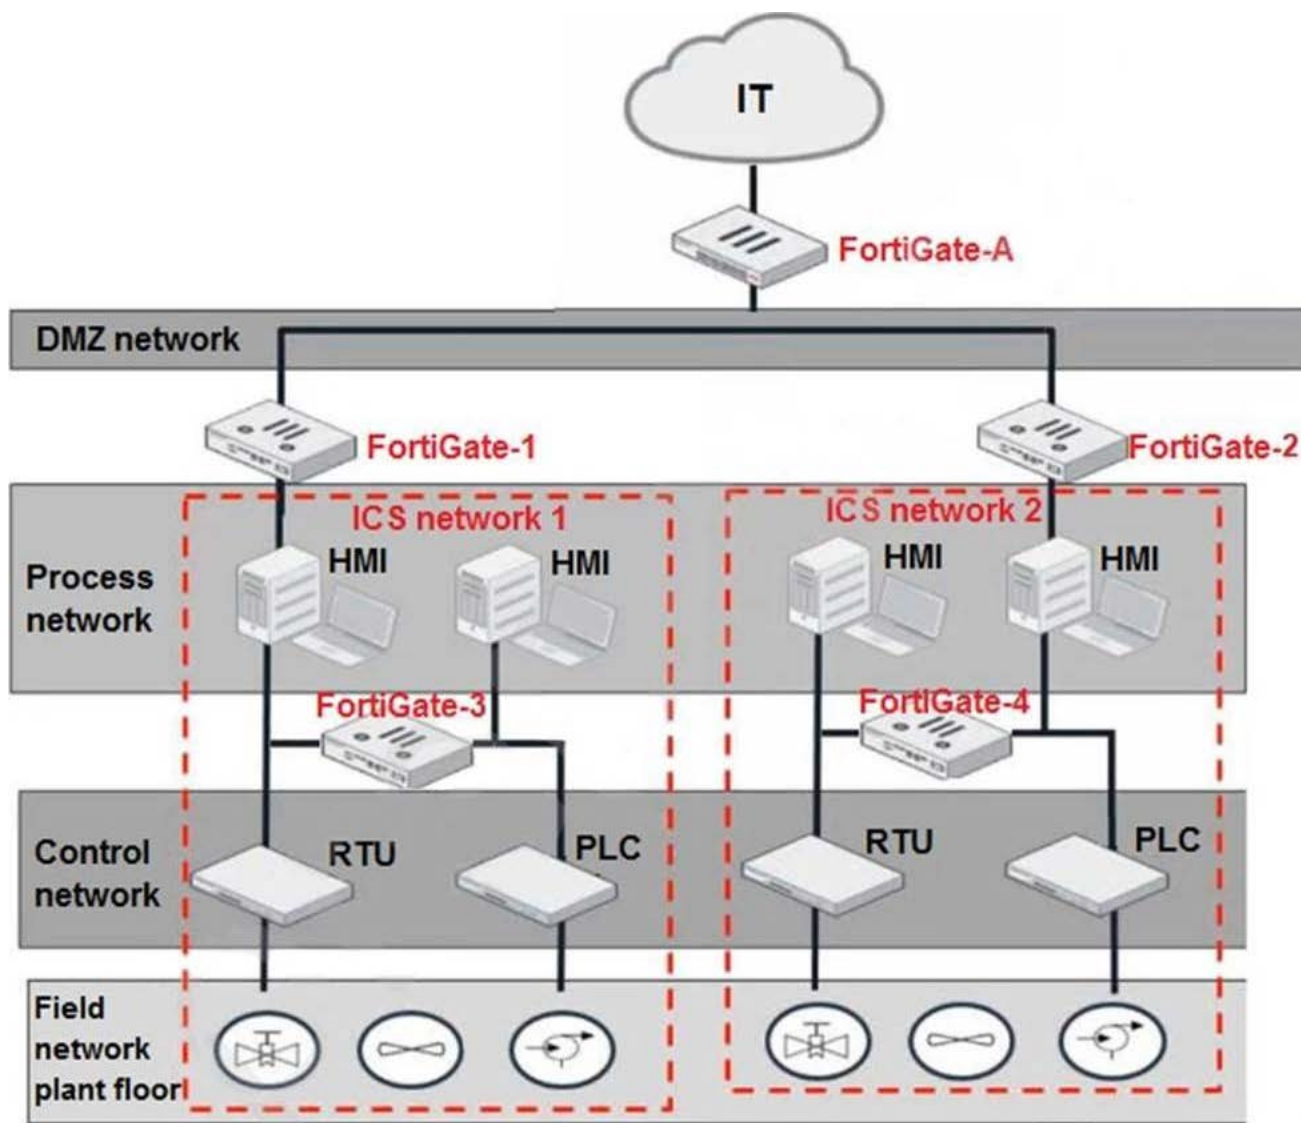 IT
FortiGate-A
DMZ network
FortiGate-1
FortiGate-2
ICS network 1
ICS network 2
HMI
HMI
HMI
HMI
Process
network
FortiGate-3
FortiGate-4
RTU
PLC
RTU
PLC
Control
network
Field
network
plant floor